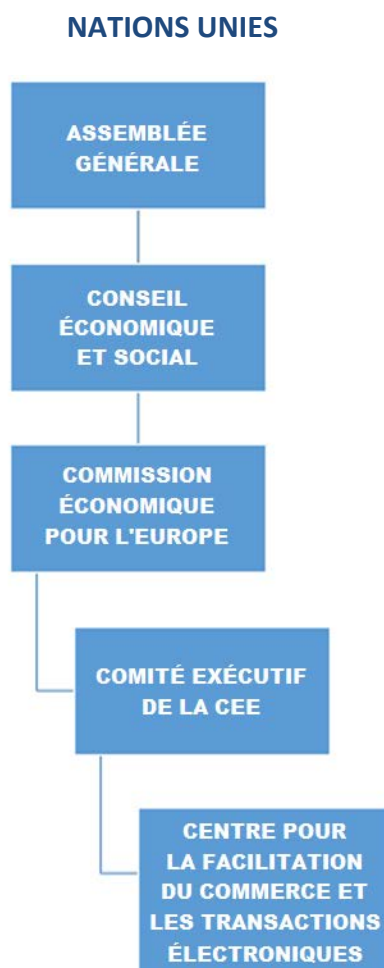 NATIONS UNIES
ASSEMBLÉE
GÉNÉRALE
CONSEIL
ÉCONOMIQUE
ET SOCIAL
COMMISSION
ÉCONOMIQUE
POUR L'EUROPE
COMITÉ EXÉCUTIF
DE LA CEE
CENTRE POUR
LA FACILITATION
DU COMMERCE ET
LES TRANSACTIONS
ÉLECTRONIQUES